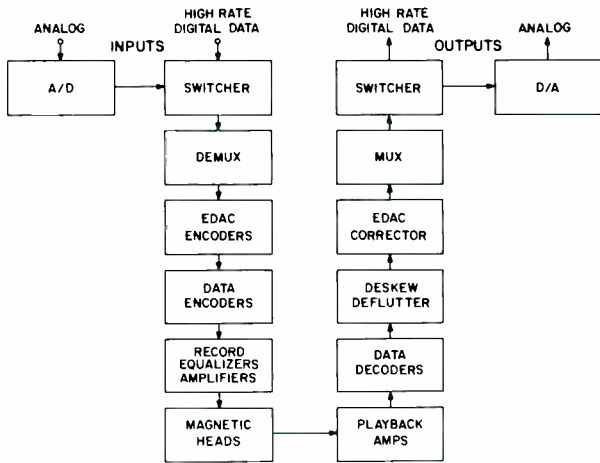 ANALOG
INPUTS
HIGH RATE
DIGITAL DATA
A/D
SWITCHER
DEMUX
EDAC
ENCODERS
DATA
ENCODERS
RECORD
EQUALIZERS
AMPLIFIERS
MAGNETIC
HEADS
HIGH RATE
DIGITAL DATA
OUTPUTS
ANALOG
SWITCHER
D/A
MUX
EDAC
CORRECTOR
DESKEW
DEFLUTTER
DATA
DECODERS
PLAYBACK
AMPS